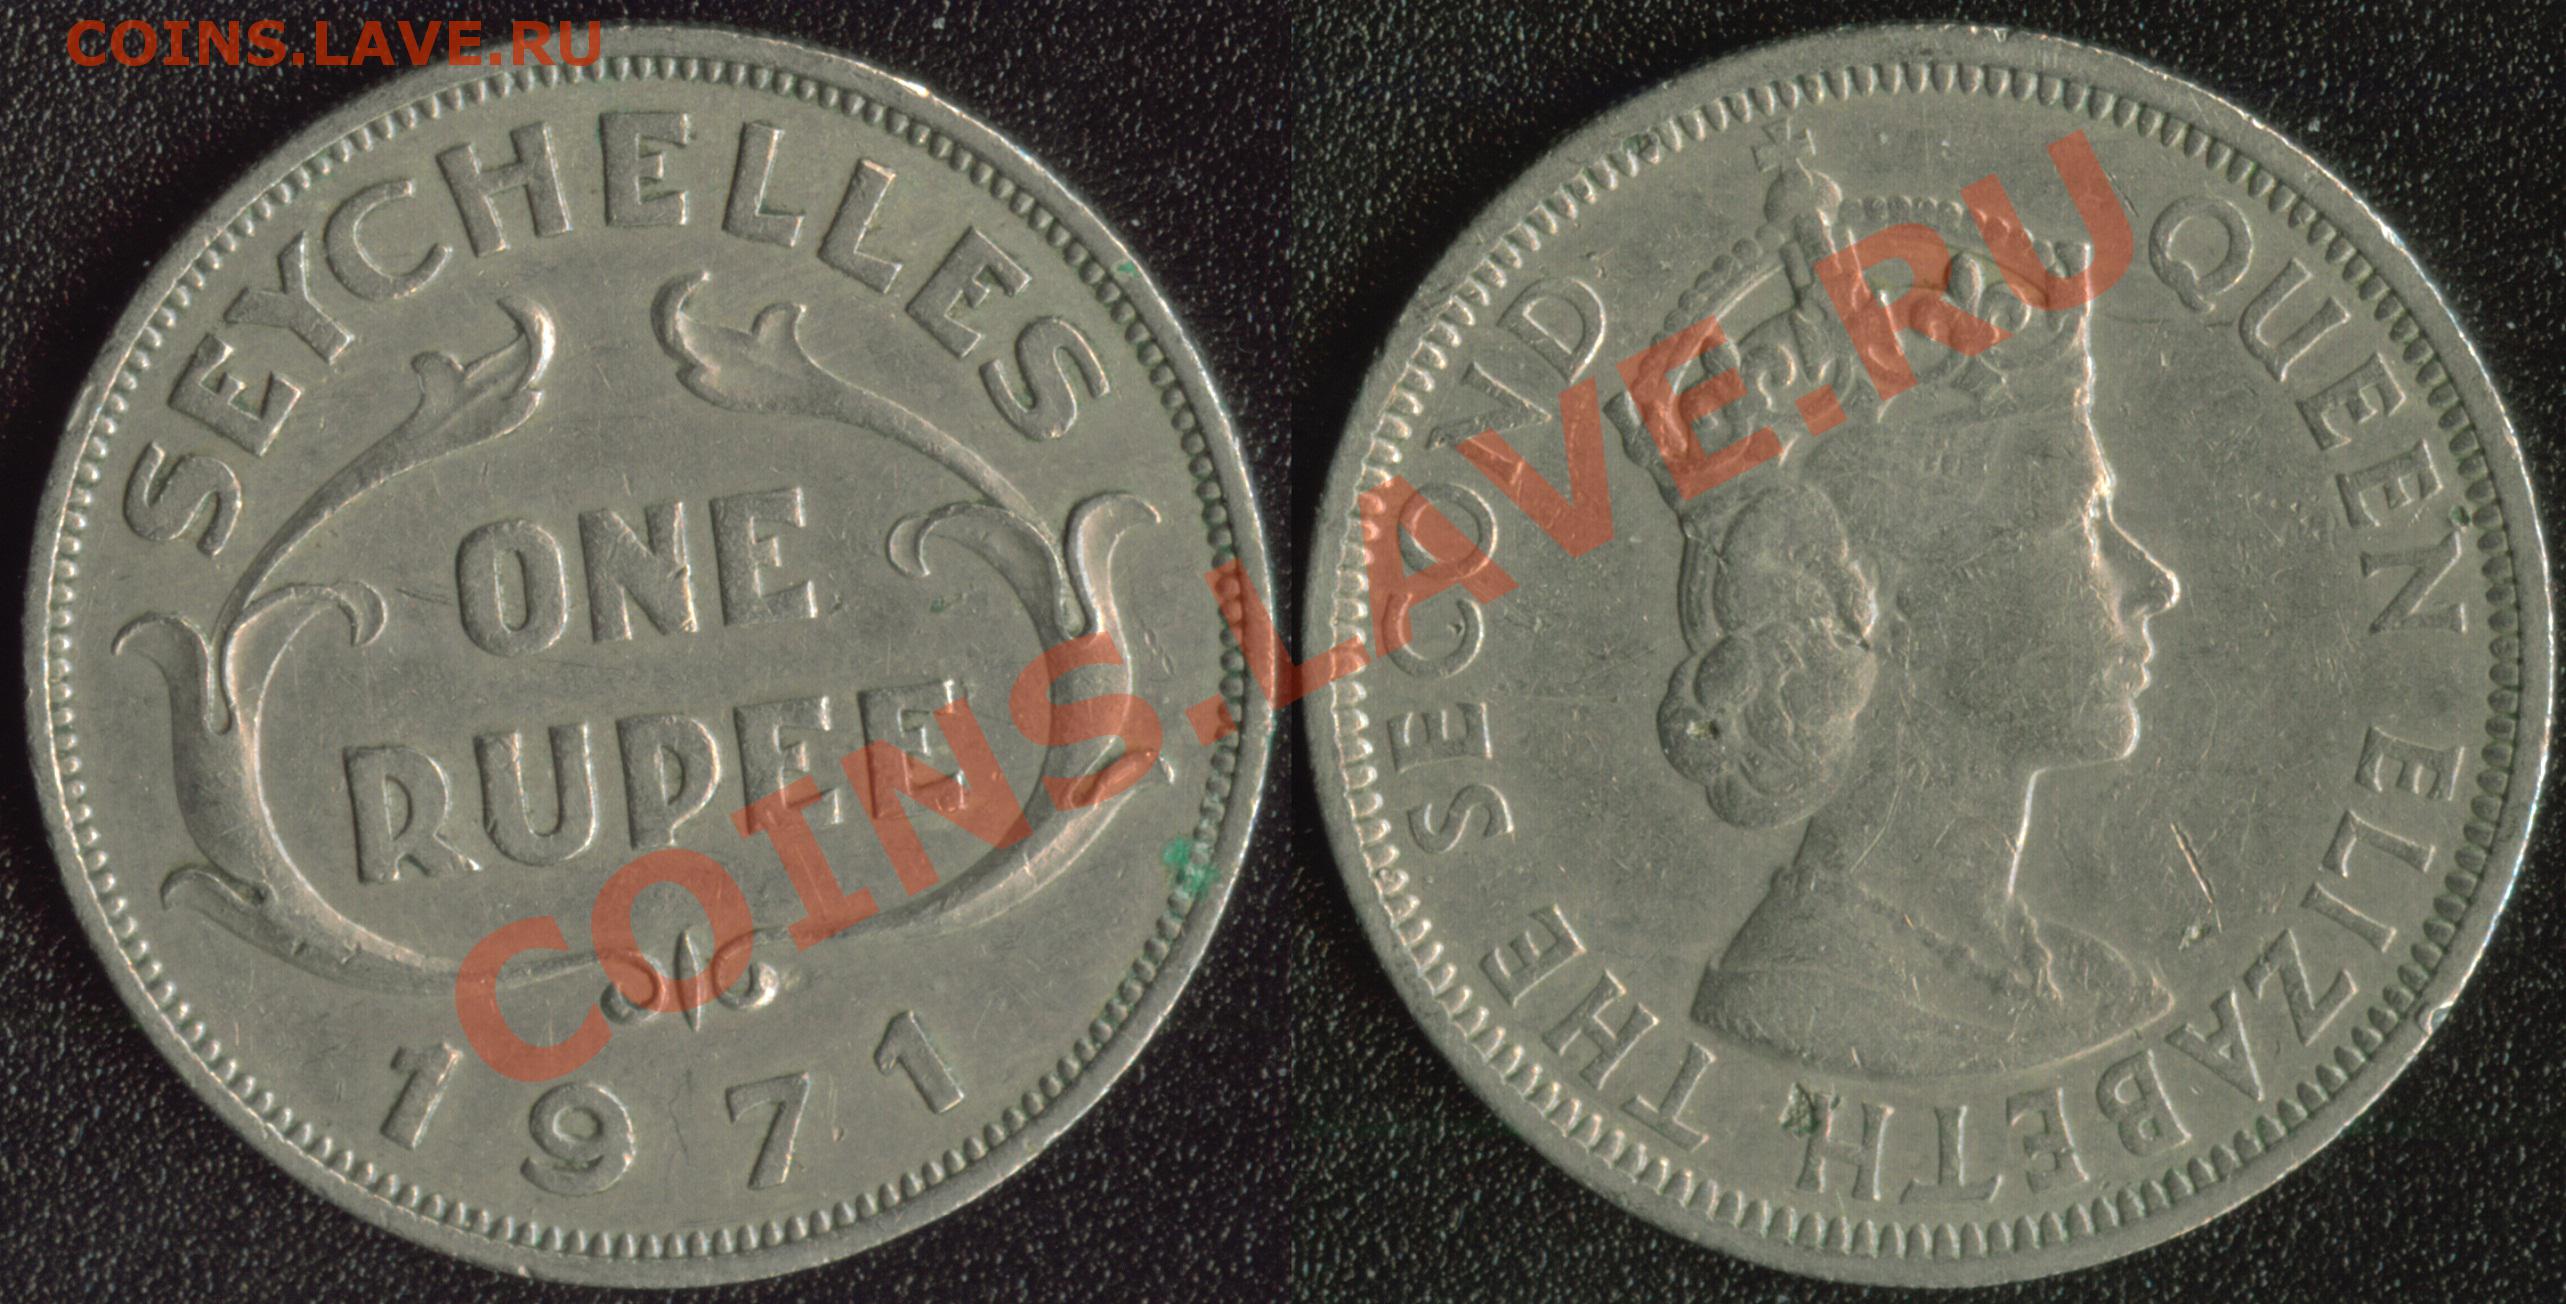 COINS.LAVE.RU
SEYCHELLES
ONE
RUPEE
1971
QUEEN ELIZABETH THE SECOND
COINS.LAVE.RU